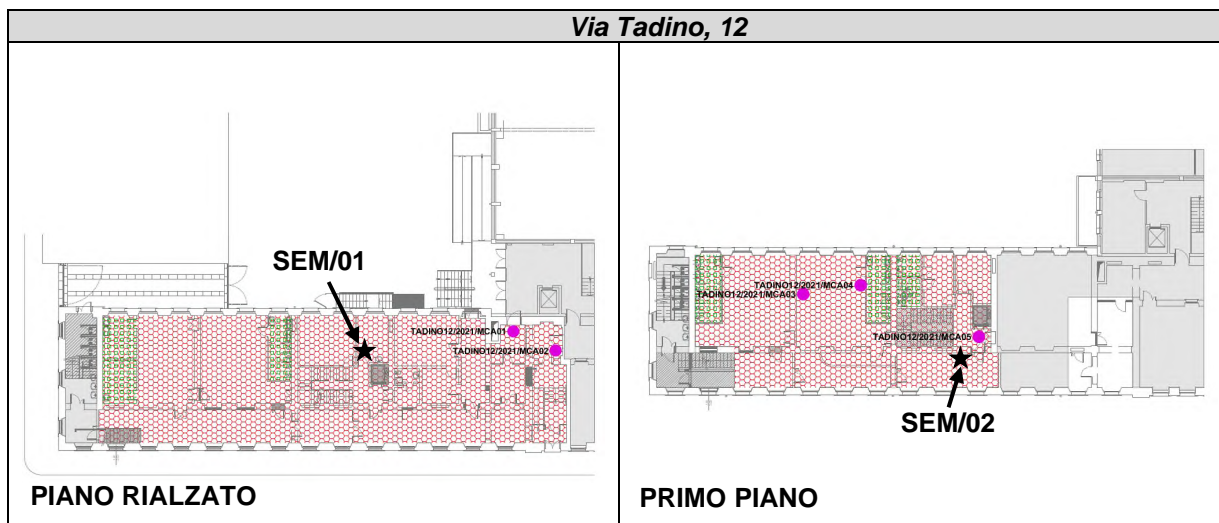 Via Tadino, 12
SEM/01
TADINO12/2021/MCA01
TADINO12/2021/MCA02
PIANO RIALZATO
TADINO12/2021/MCA04
TADINO12/2021/MCA03
TADINO12/2021/MCA05
SEM/02
PRIMO PIANO